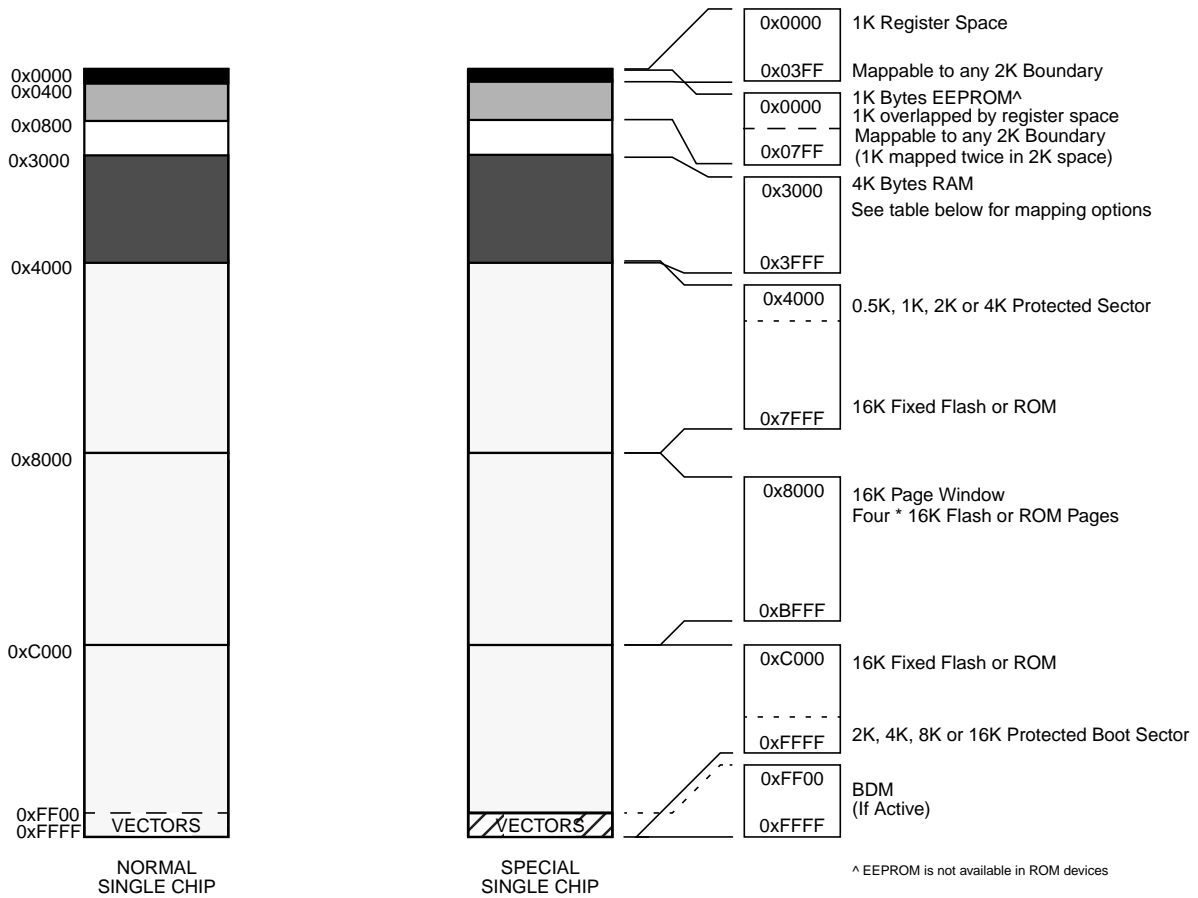 0x0000
0x0400
0x0800
0x3000
0x4000
0x8000
0xC000
0xFF00
0xFFFF
VECTORS
NORMAL
SINGLE CHIP
VECTORS
SPECIAL
SINGLE CHIP
0x0000
1K Register Space
0x03FF
Mappable to any 2K Boundary
0x0000
1K Bytes EEPROM^
1K overlapped by register space
Mappable to any 2K Boundary
0x07FF
(1K mapped twice in 2K space)
0x3000
4K Bytes RAM
See table below for mapping options
0x3FFF
0x4000
0.5K, 1K, 2K or 4K Protected Sector
16K Fixed Flash or ROM
0x7FFF
0x8000
16K Page Window
Four * 16K Flash or ROM Pages
0xBFFF
0xC000
16K Fixed Flash or ROM
2K, 4K, 8K or 16K Protected Boot Sector
0xFFFF
0xFF00
BDM
(If Active)
0xFFFF
^ EEPROM is not available in ROM devices